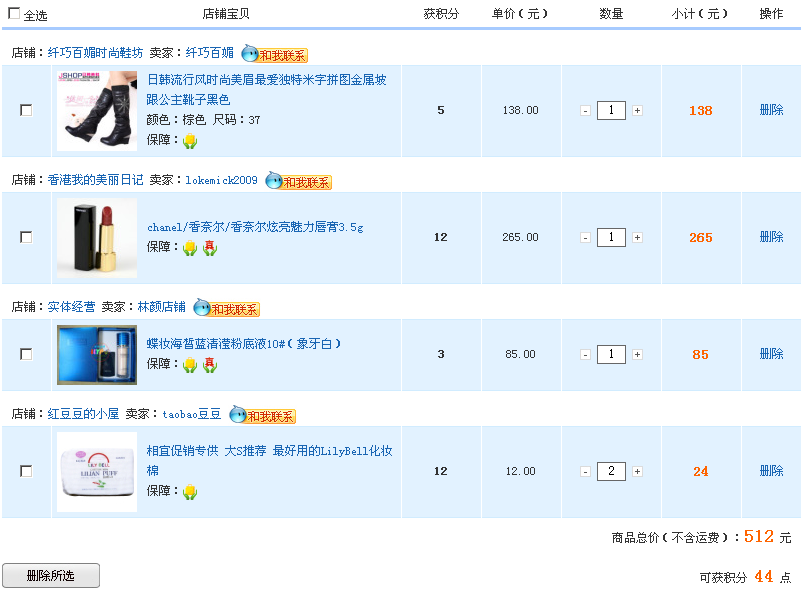 全选 店铺宝贝 获积分 单价（元） 数量 小计（元） 操作
店铺：纤巧百媚时尚鞋坊 卖家：纤巧百媚 和我联系
日韩流行风时尚美眉最爱独特米字拼图金属坡
跟公主靴子黑色
颜色：棕色 尺码：37
保障：
5 138.00 - 1 + 138 删除
店铺：香港我的美丽日记 卖家：lokemick2009 和我联系
chanel/香奈尔/香奈尔炫亮魅力唇膏3.5g
保障： 真
12 265.00 - 1 + 265 删除
店铺：实体经营 卖家：林颜店铺 和我联系
蝶妆海皙蓝清滢粉底液10#（象牙白）
保障： 真
3 85.00 - 1 + 85 删除
店铺：红豆豆的小屋 卖家：taobao豆豆 和我联系
相宜促销专供 大S推荐 最好用的LilyBell化妆
棉
保障：
12 12.00 - 2 + 24 删除
商品总价（不含运费）：512 元
删除所选 可获积分 44 点